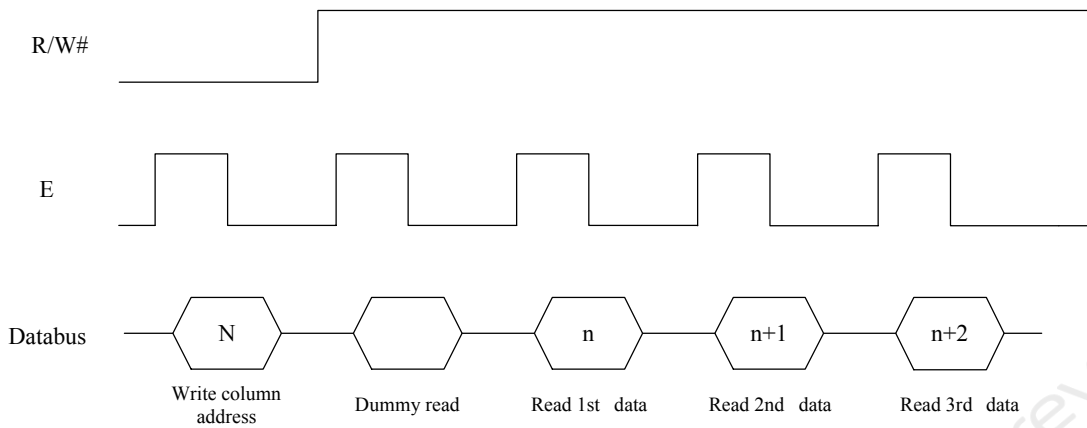 R/W#
E
Databus
N
n
n+1
n+2
Write column
address
Dummy read
Read 1st data
Read 2nd data
Read 3rd data